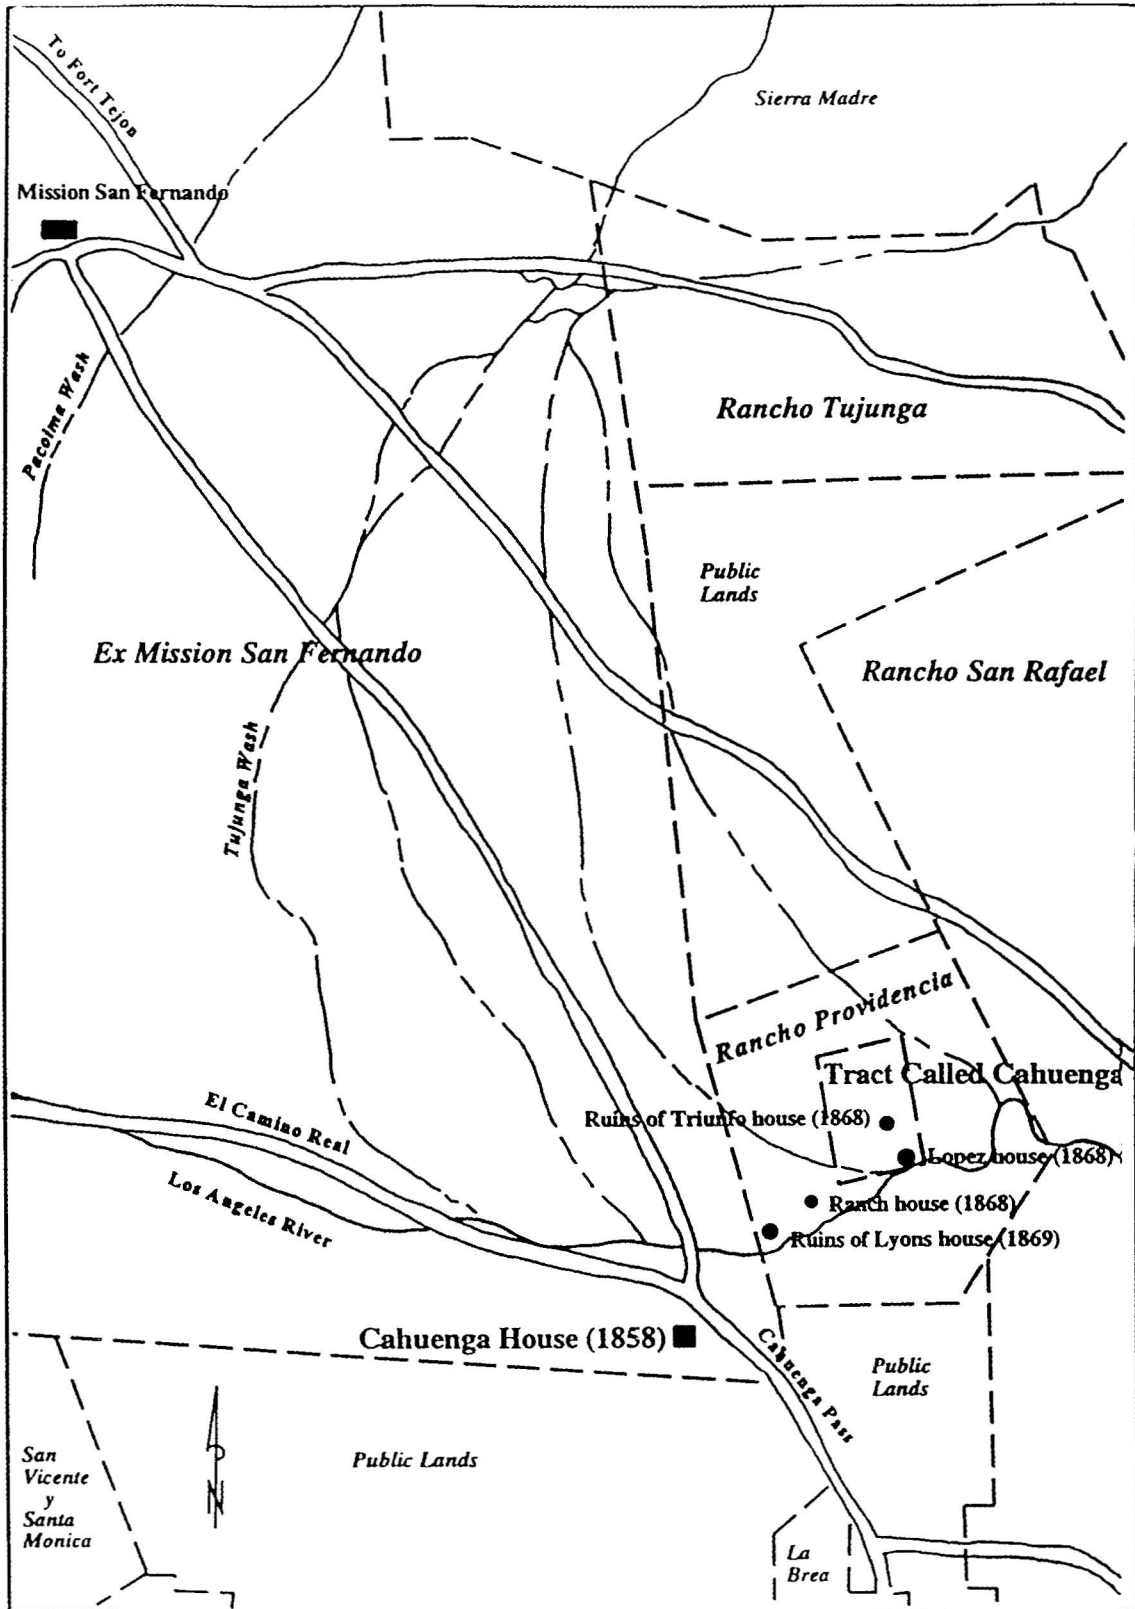 To Fort Tejon
Sierra Madre
Mission San Fernando
Pacoima Wash
Rancho Tujunga
Public
Lands
Ex Mission San Fernando
Rancho San Rafael
Tujunga Wash
Rancho Providencia
Tract Called Cahuenga
El Camino Real
Ruins of Triunfo house (1868)
Lopez house (1868)
Los Angeles River
Ranch house (1868)
Ruins of Lyons house (1869)
Cahuenga House (1858)
Cahuenga Pass
Public
Lands
San
Vicente
y
Santa
Monica
N
Public Lands
La
Brea